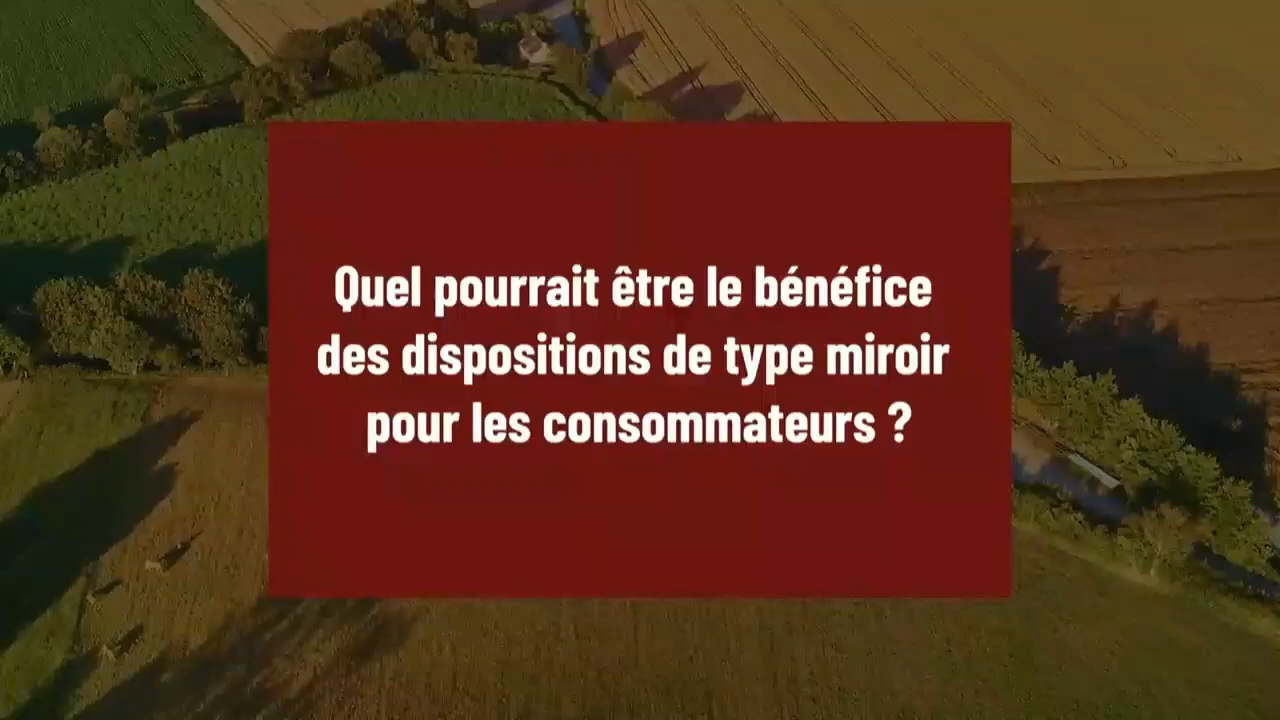 Quel pourrait être le bénéfice
des dispositions de type miroir
pour les consommateurs ?